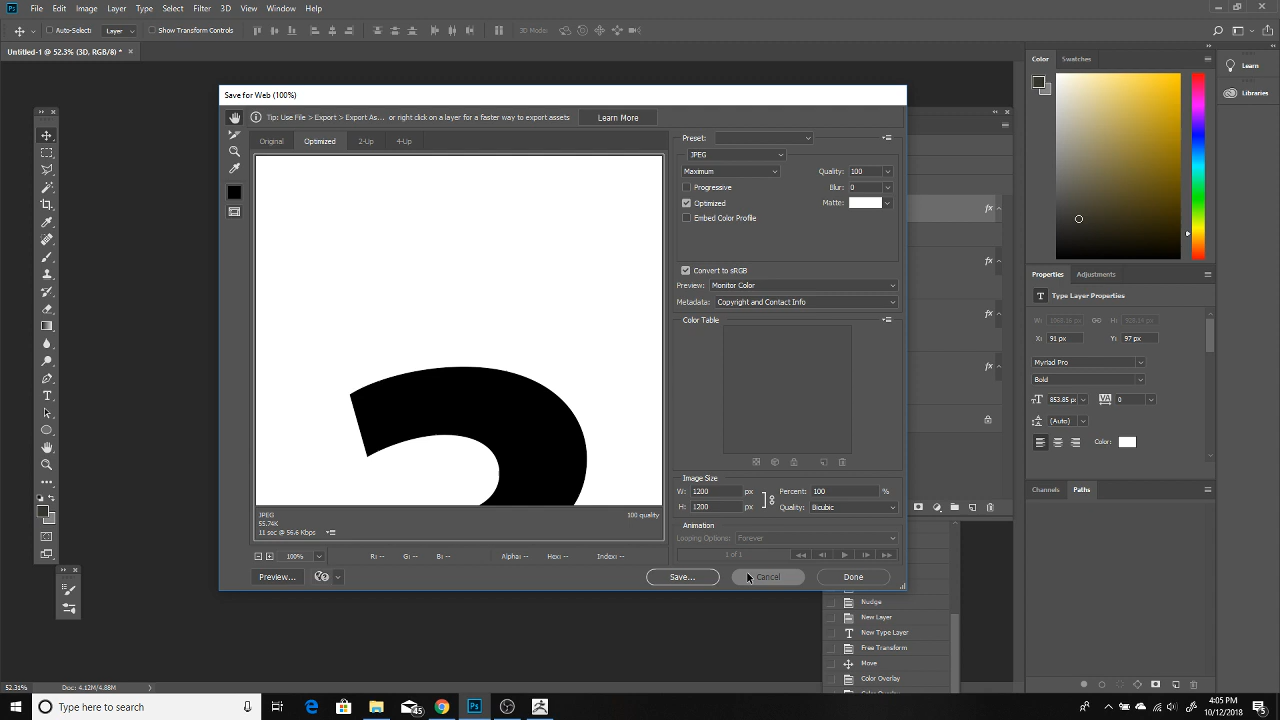 Ps File Edit Image Layer Type Select Filter 3D View Window Help
Auto-Select: Layer Show Transform Controls 3D Mode:
Untitled-1 @ 52.3% (3D, RGB/8) * ×
Save for Web (100%)
Tip: Use File > Export > Export As... or right click on a layer for a faster way to export assets Learn More
Original Optimized 2-Up 4-Up
Preset:
JPEG
Maximum Quality: 100
Progressive Blur: 0
Optimized Matte:
Embed Color Profile
Convert to sRGB
Preview: Monitor Color
Metadata: Copyright and Contact Info
Color Table
Image Size
W: 1200 px Percent: 100 %
H: 1200 px Quality: Bicubic
Animation
Looping Options: Forever
1 of 1
JPEG 100 quality
55.74K
11 sec @ 56.6 Kbps
100% R: -- G: -- B: -- Alpha: -- Hex: -- Index: --
Preview... Save... Cancel Done
fx
fx
fx
fx
Nudge
New Layer
New Type Layer
Free Transform
Move
Color Overlay
Color Swatches
Learn
Libraries
Properties Adjustments
T Type Layer Properties
X: 91 px Y: 97 px
Myriad Pro
Bold
853.85 px 0
(Auto)
Color:
Channels Paths
52.31% Doc: 4.12M/4.88M
Type here to search
45
Ps
4:05 PM
10/12/2018